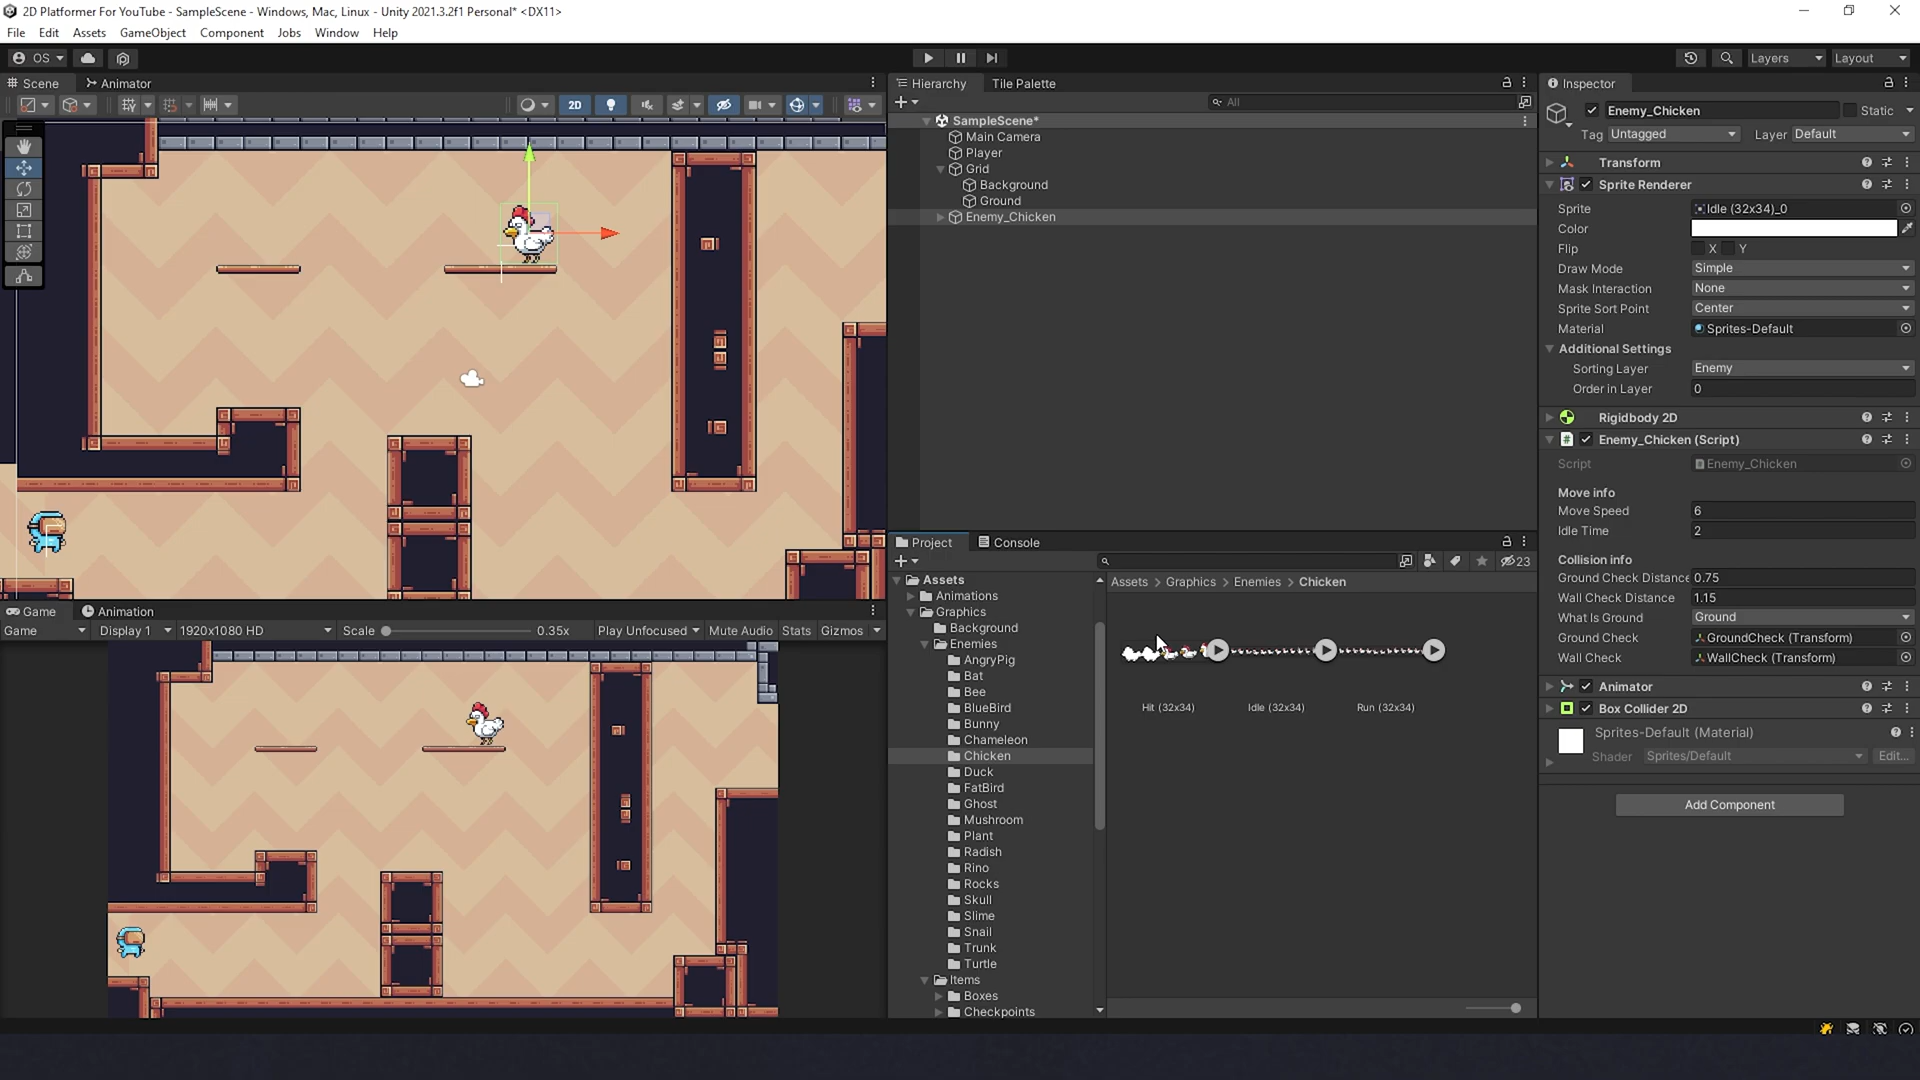 2D Platformer For YouTube - SampleScene - Windows, Mac, Linux - Unity 2021.3.2f1 Personal* <DX11>
File Edit Assets GameObject Component Jobs Window Help
OS Layers Layout
Scene Animator
2D
Hierarchy Tile Palette
All
SampleScene*
Main Camera
Player
Grid
Background
Ground
Enemy_Chicken
Game Animation
Game Display 1 1920x1080 HD Scale 0.35x Play Unfocused Mute Audio Stats Gizmos
Project Console
23
Assets
Animations
Graphics
Background
Enemies
AngryPig
Bat
Bee
BlueBird
Bunny
Chameleon
Chicken
Duck
FatBird
Ghost
Mushroom
Plant
Radish
Rino
Rocks
Skull
Slime
Snail
Trunk
Turtle
Items
Boxes
Checkpoints
Assets > Graphics > Enemies > Chicken
Hit (32x34) Idle (32x34) Run (32x34)
Inspector
Enemy_Chicken Static
Tag Untagged Layer Default
Transform
Sprite Renderer
Sprite Idle (32x34)_0
Color
Flip X Y
Draw Mode Simple
Mask Interaction None
Sprite Sort Point Center
Material Sprites-Default
Additional Settings
Sorting Layer Enemy
Order in Layer 0
Rigidbody 2D
Enemy_Chicken (Script)
Script Enemy_Chicken
Move info
Move Speed 6
Idle Time 2
Collision info
Ground Check Distance 0.75
Wall Check Distance 1.15
What Is Ground Ground
Ground Check GroundCheck (Transform)
Wall Check WallCheck (Transform)
Animator
Box Collider 2D
Sprites-Default (Material)
Shader Sprites/Default Edit...
Add Component